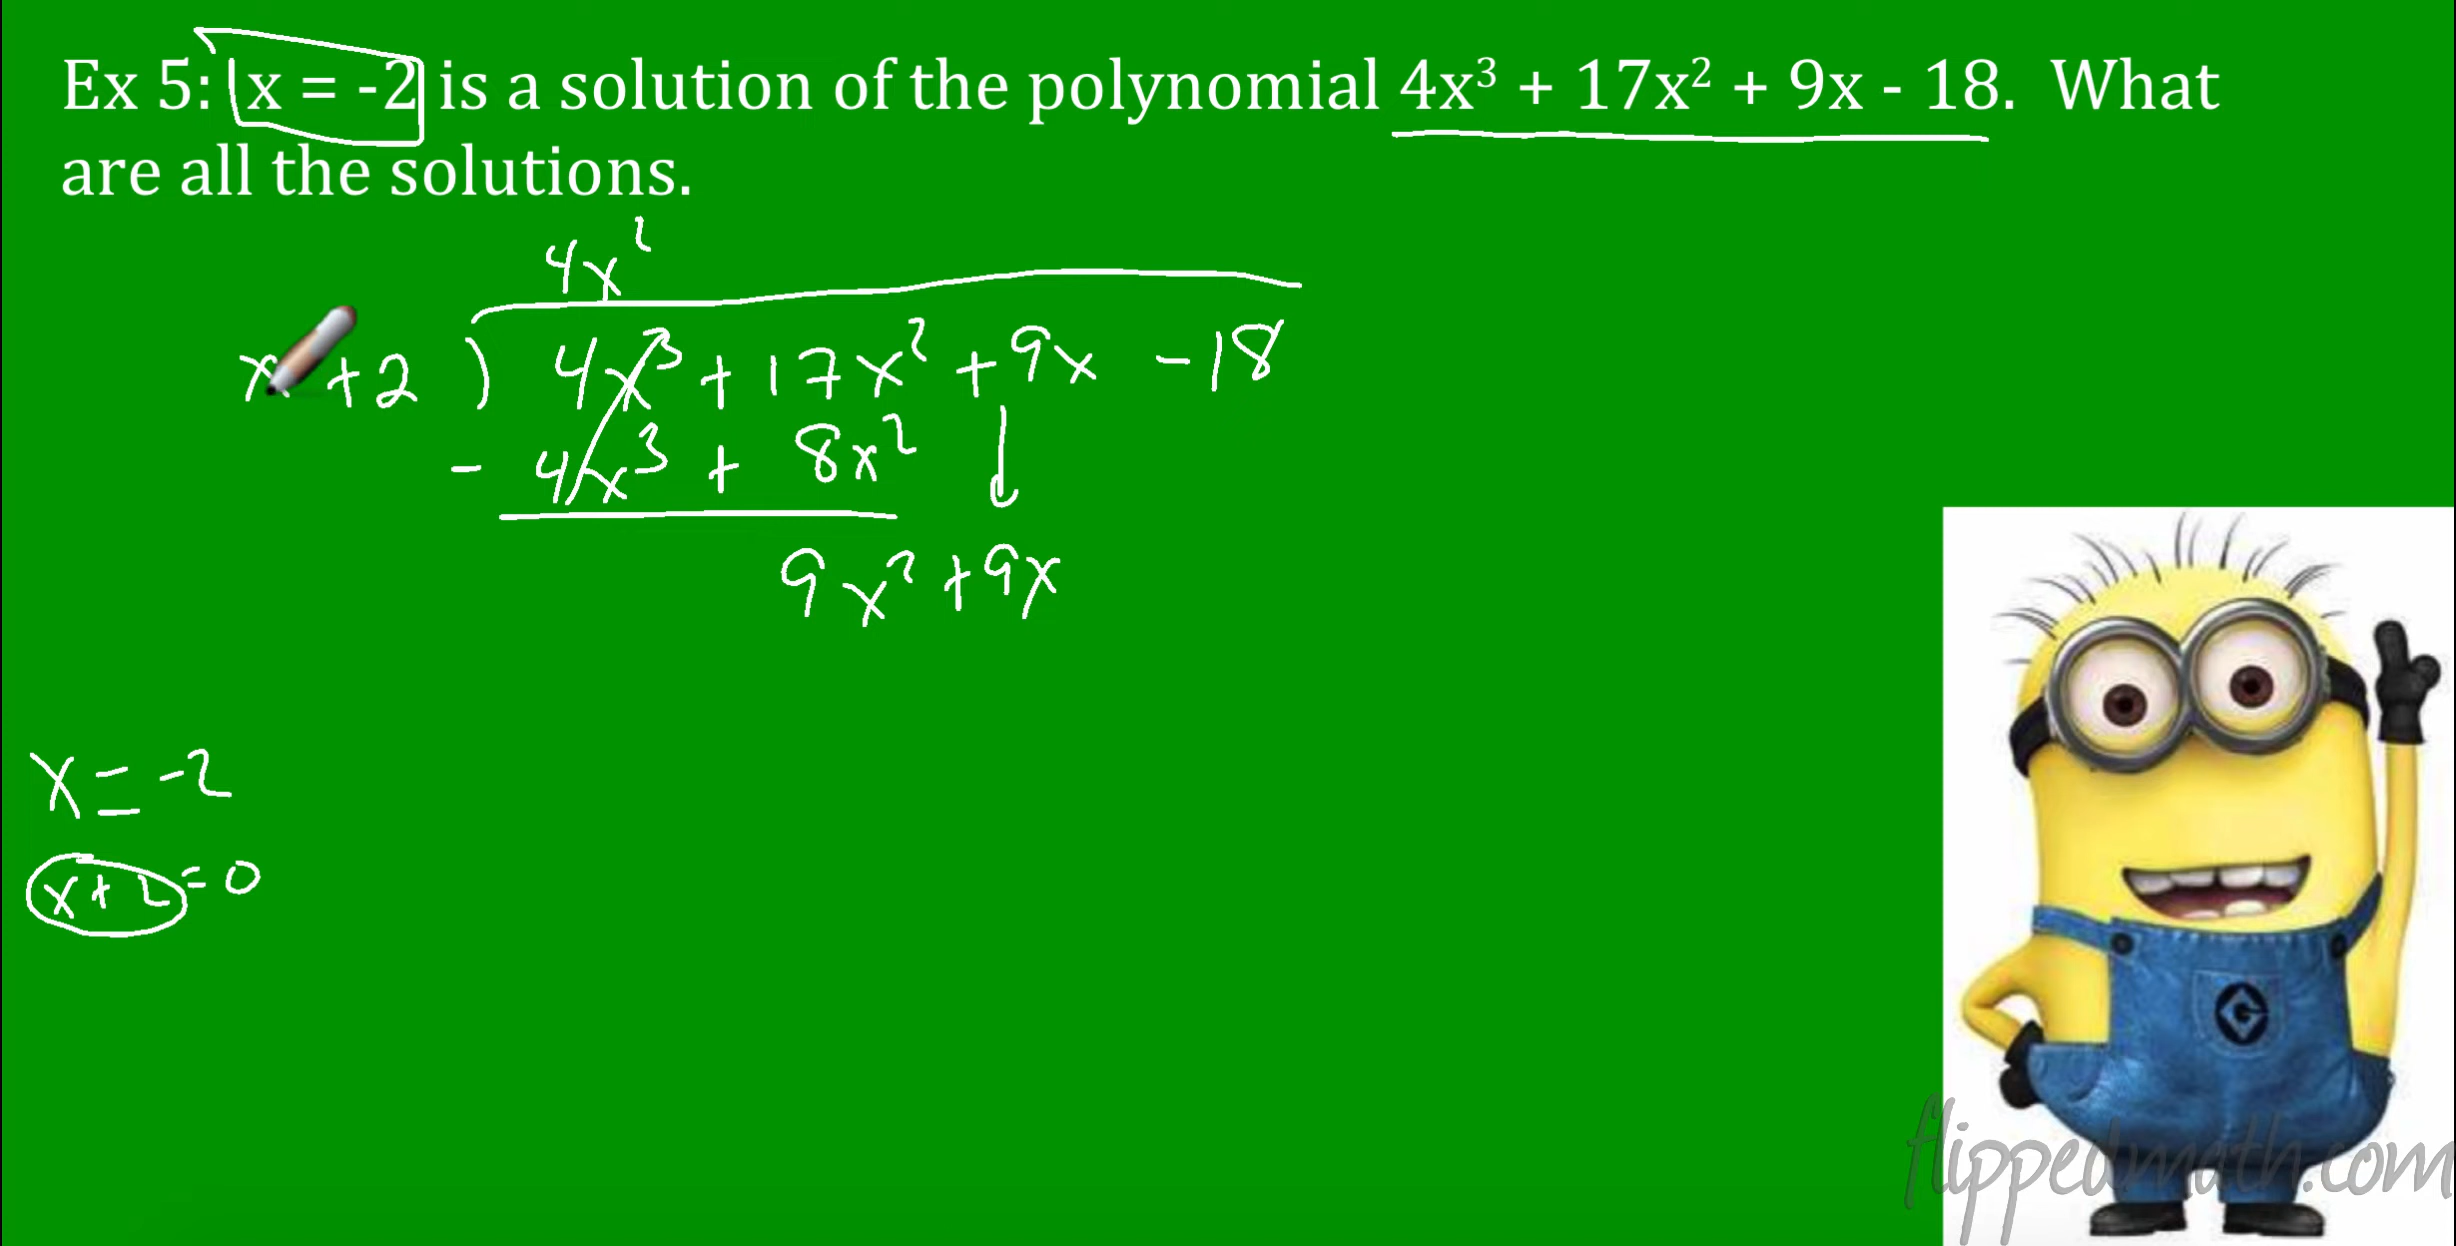 Ex 5: x = -2 is a solution of the polynomial 4x³ + 17x² + 9x - 18. What
are all the solutions.
4x²
x +2 ) 4x³ + 17x² + 9x - 18
- 4x³ + 8x²
9x² + 9x
x = -2
x + 2 = 0
flippedmath.com